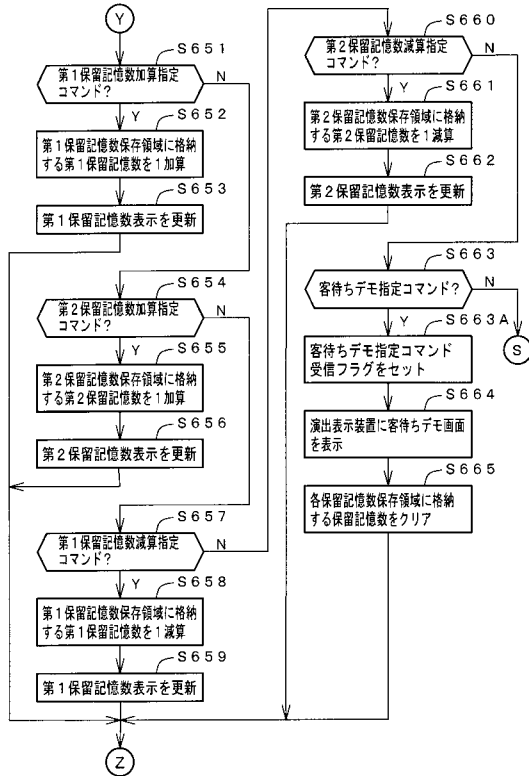 Y
S651
第1保留記憶数加算指定
コマンド?
N
Y
S652
第1保留記憶数保存領域に格納
する第1保留記憶数を1加算
S653
第1保留記憶数表示を更新
S654
第2保留記憶数加算指定
コマンド?
N
Y
S655
第2保留記憶数保存領域に格納
する第2保留記憶数を1加算
S656
第2保留記憶数表示を更新
S657
第1保留記憶数減算指定
コマンド?
N
Y
S658
第1保留記憶数保存領域に格納
する第1保留記憶数を1減算
S659
第1保留記憶数表示を更新
Z
S660
第2保留記憶数減算指定
コマンド?
N
Y
S661
第2保留記憶数保存領域に格納
する第2保留記憶数を1減算
S662
第2保留記憶数表示を更新
S663
客待ちデモ指定コマンド?
N
S
Y
S663A
客待ちデモ指定コマンド
受信フラグをセット
S664
演出表示装置に客待ちデモ画面
を表示
S665
各保留記憶数保存領域に格納
する保留記憶数をクリア